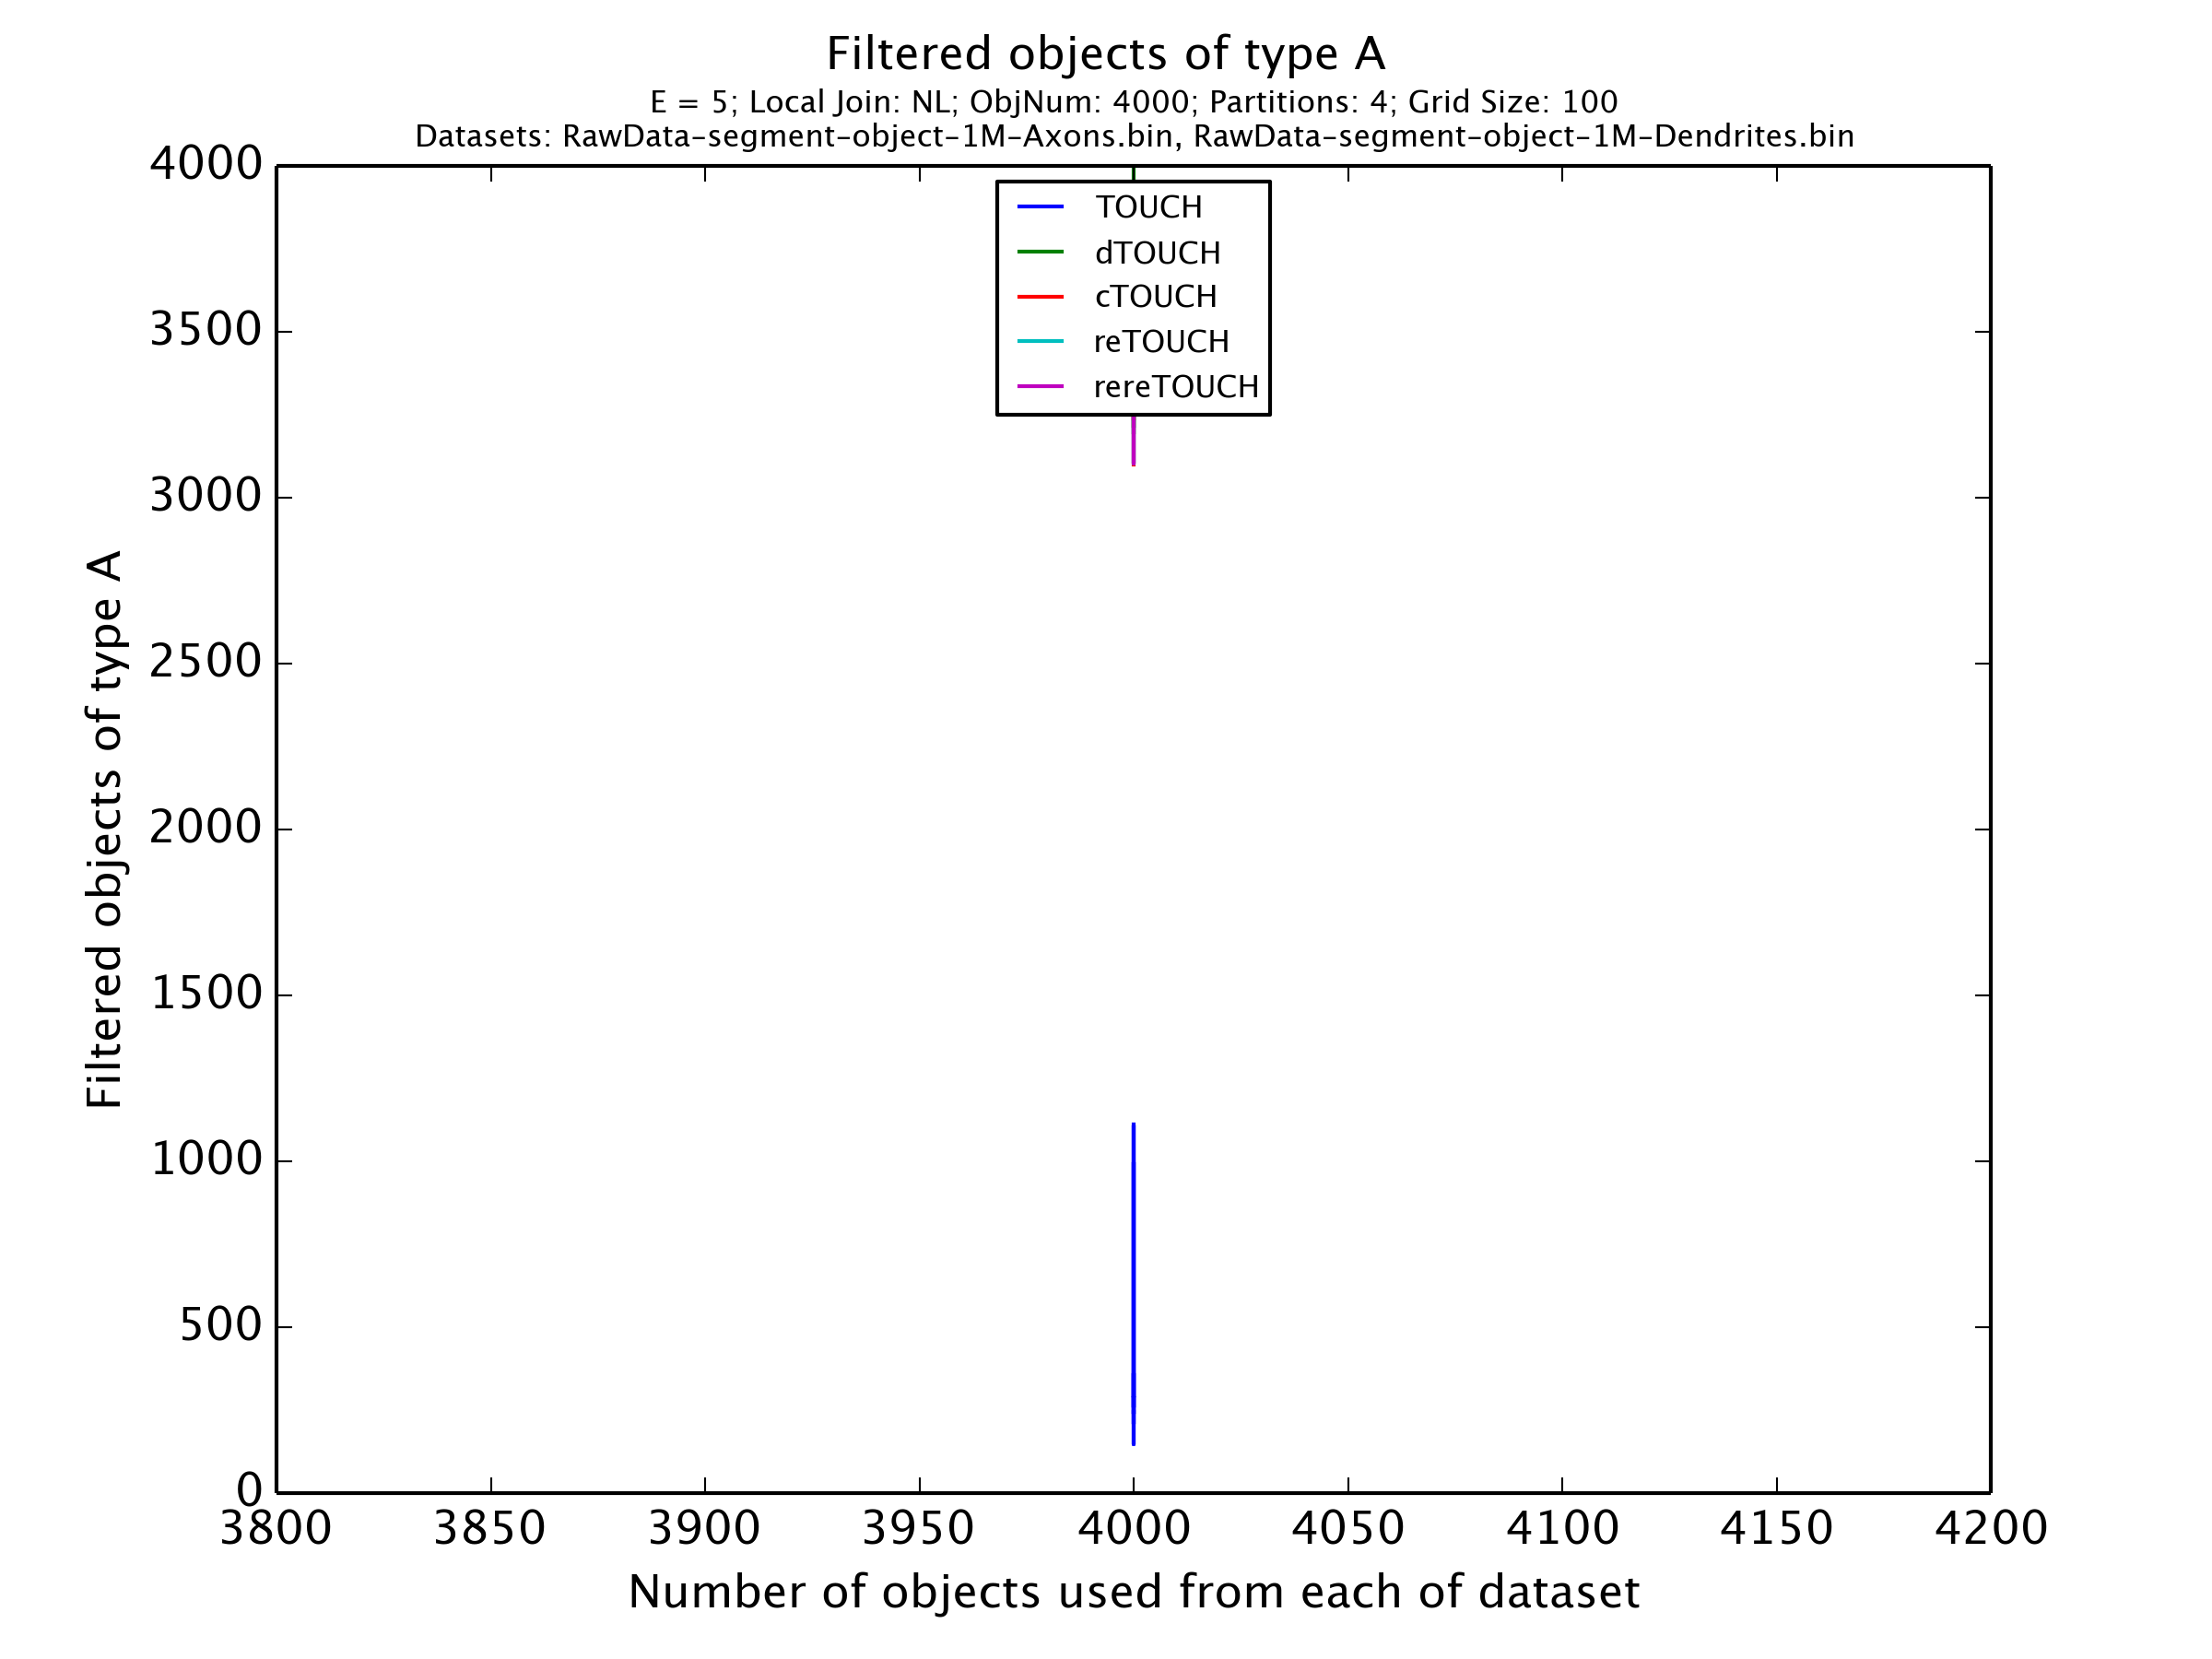 Filtered objects of type A
E = 5; Local Join: NL; ObjNum: 4000; Partitions: 4; Grid Size: 100
Datasets: RawData-segment-object-1M-Axons.bin, RawData-segment-object-1M-Dendrites.bin
TOUCH
dTOUCH
cTOUCH
reTOUCH
rereTOUCH
Filtered objects of type A
4000
3500
3000
2500
2000
1500
1000
500
0
3800 3850 3900 3950 4000 4050 4100 4150 4200
Number of objects used from each of dataset